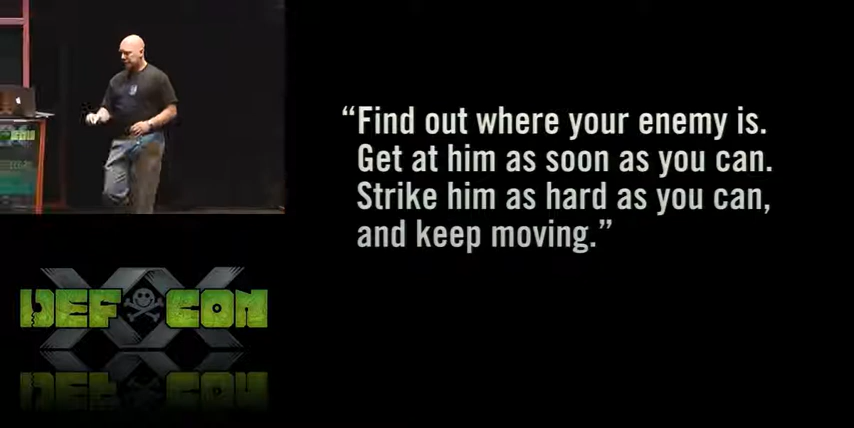 “Find out where your enemy is.
Get at him as soon as you can.
Strike him as hard as you can,
and keep moving.”
DEF CON
XX